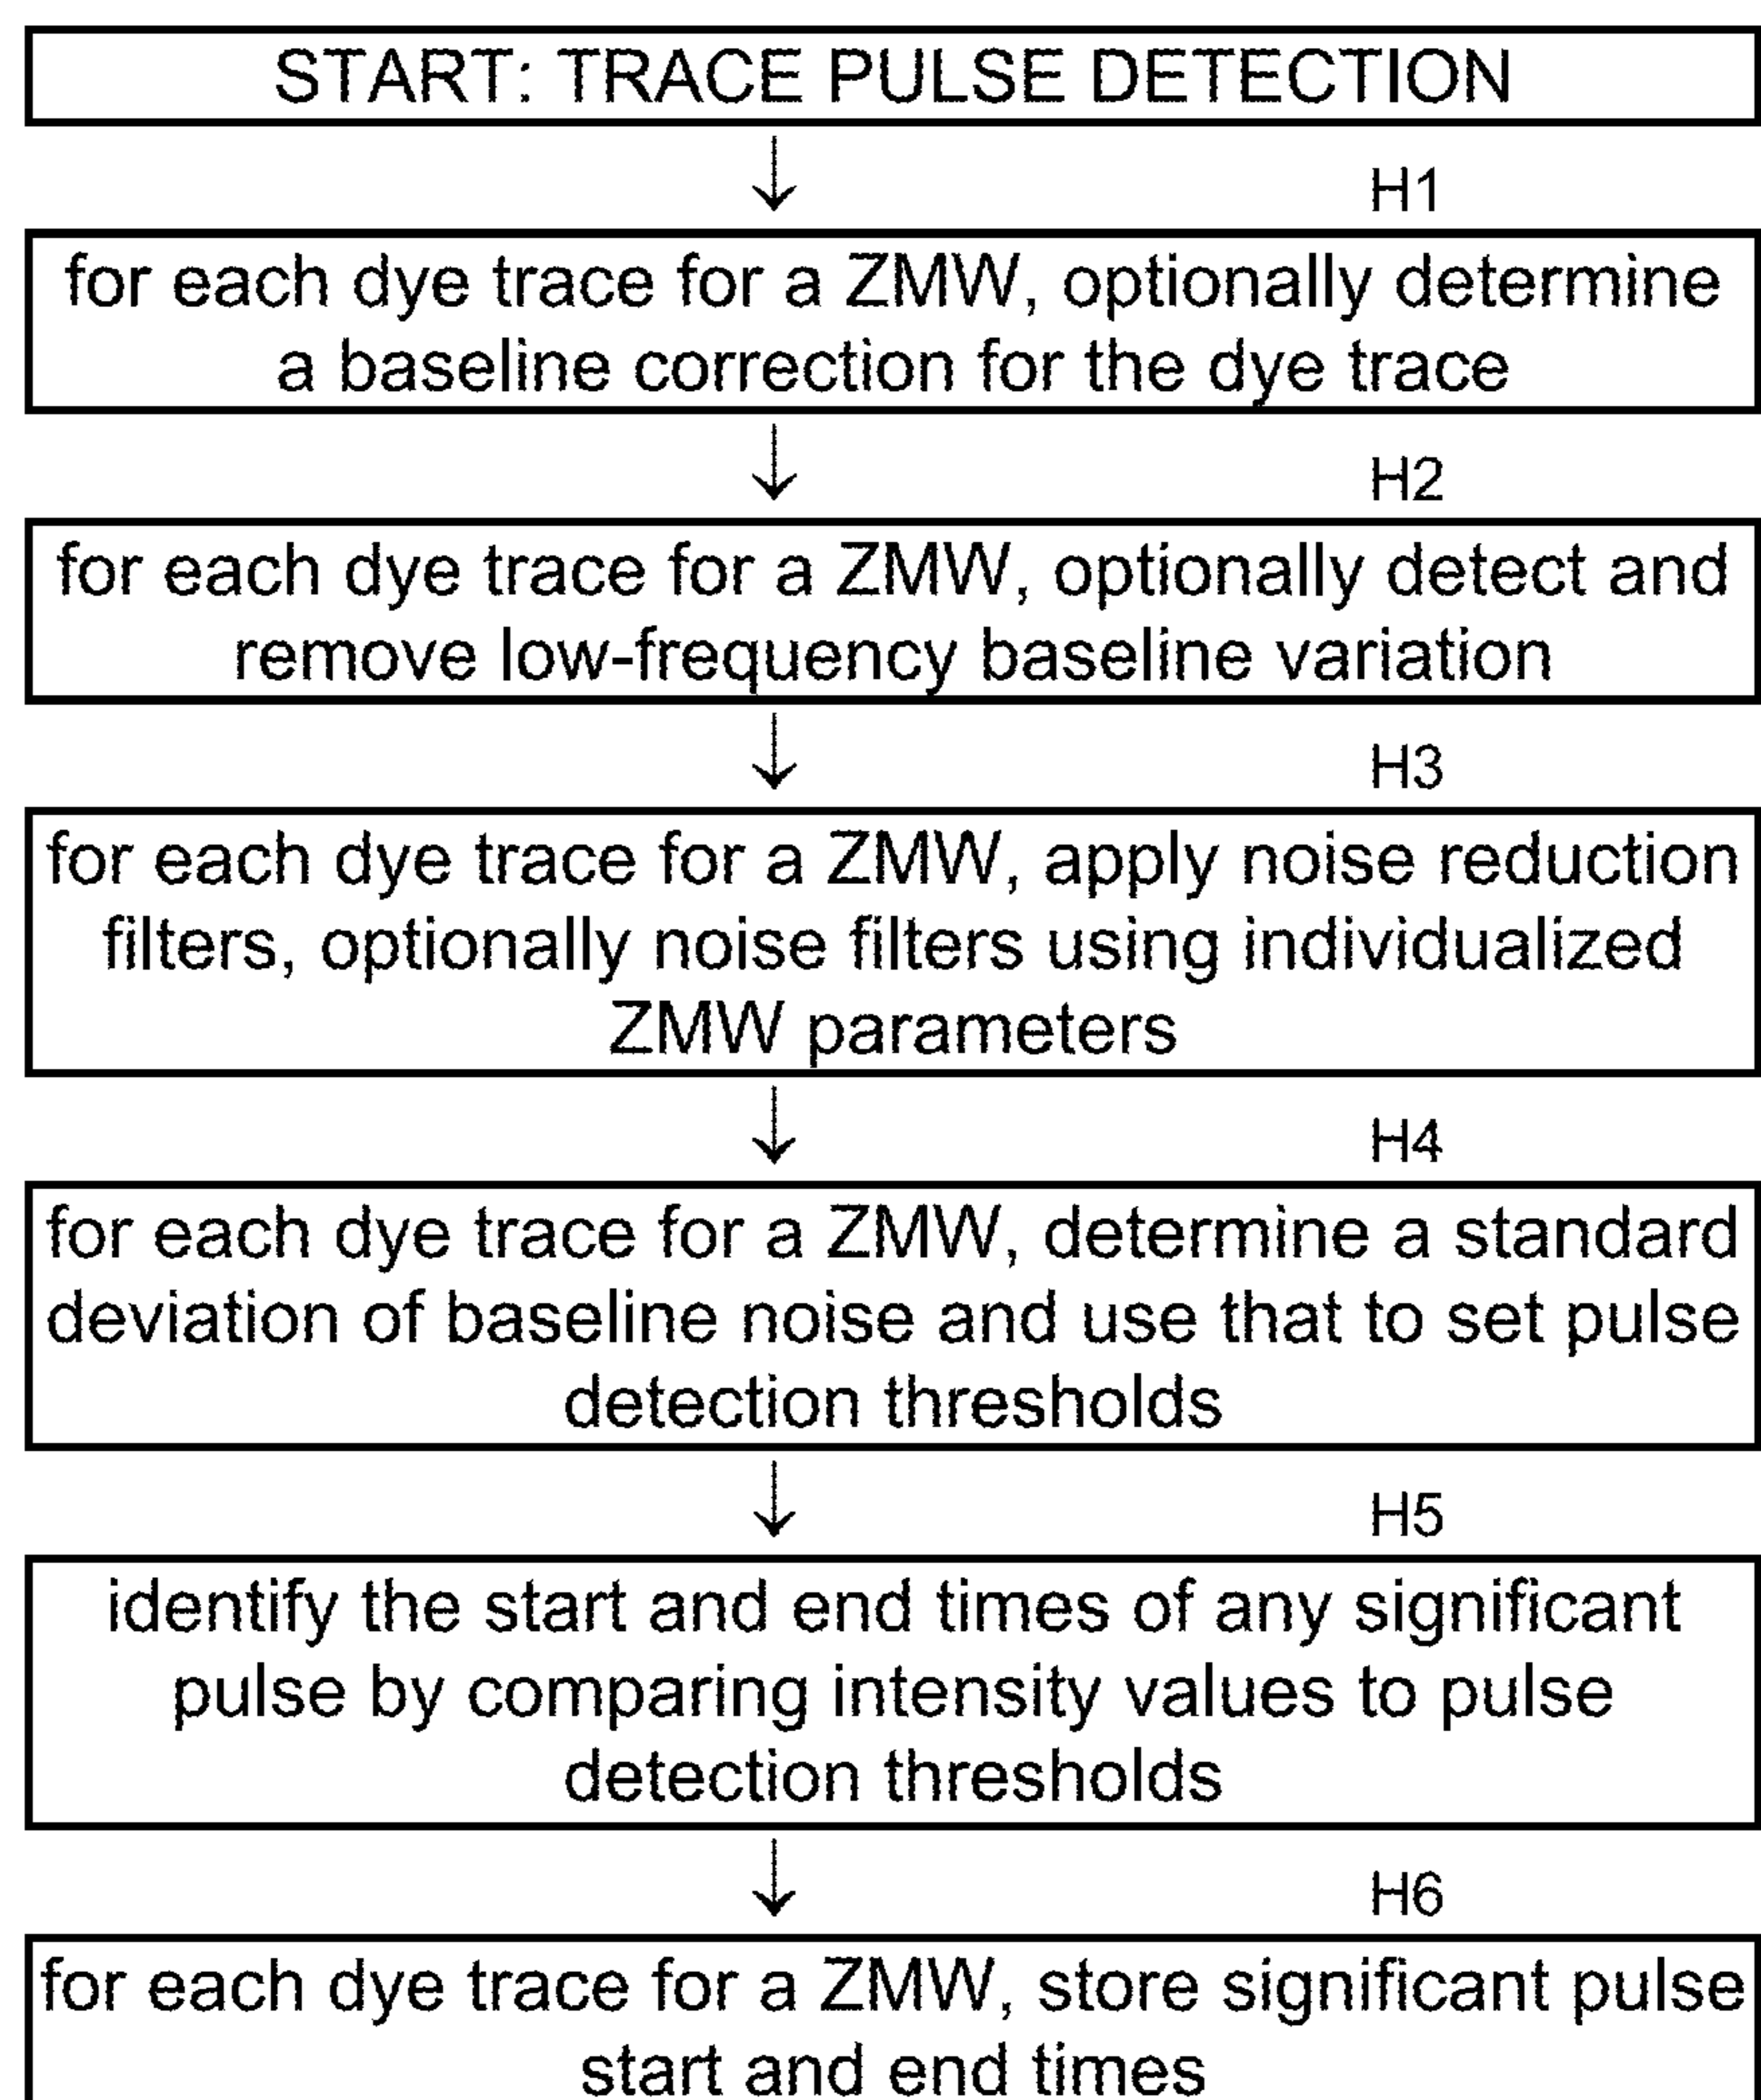 START: TRACE PULSE DETECTION
H1
for each dye trace for a ZMW, optionally determine
a baseline correction for the dye trace
H2
for each dye trace for a ZMW, optionally detect and
remove low-frequency baseline variation
H3
for each dye trace for a ZMW, apply noise reduction
filters, optionally noise filters using individualized
ZMW parameters
H4
for each dye trace for a ZMW, determine a standard
deviation of baseline noise and use that to set pulse
detection thresholds
H5
identify the start and end times of any significant
pulse by comparing intensity values to pulse
detection thresholds
H6
for each dye trace for a ZMW, store significant pulse
start and end times